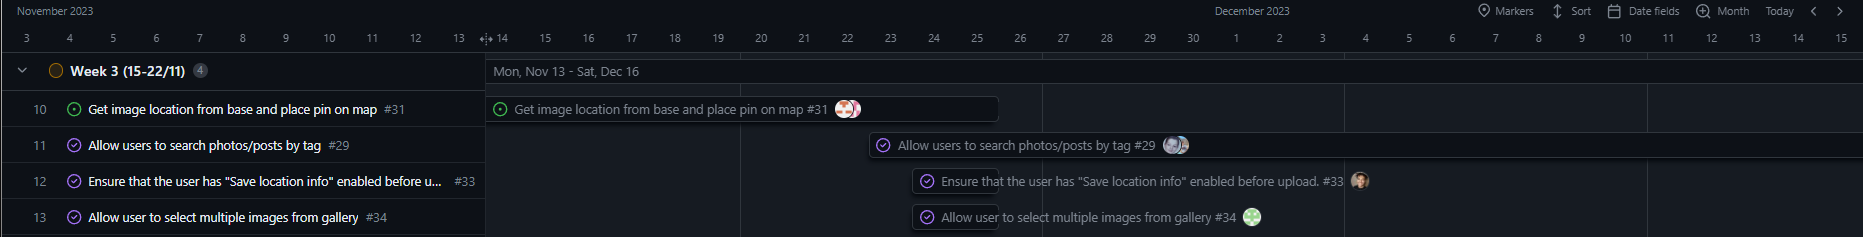 November 2023 December 2023 Markers Sort Date fields Month Today
3 4 5 6 7 8 9 10 11 12 13 14 15 16 17 18 19 20 21 22 23 24 25 26 27 28 29 30 1 2 3 4 5 6 7 8 9 10 11 12 13 14 15
Week 3 (15-22/11) 4 Mon, Nov 13 - Sat, Dec 16
10 Get image location from base and place pin on map #31 Get image location from base and place pin on map #31
11 Allow users to search photos/posts by tag #29 Allow users to search photos/posts by tag #29
12 Ensure that the user has "Save location info" enabled before u... #33 Ensure that the user has "Save location info" enabled before upload. #33
13 Allow user to select multiple images from gallery #34 Allow user to select multiple images from gallery #34